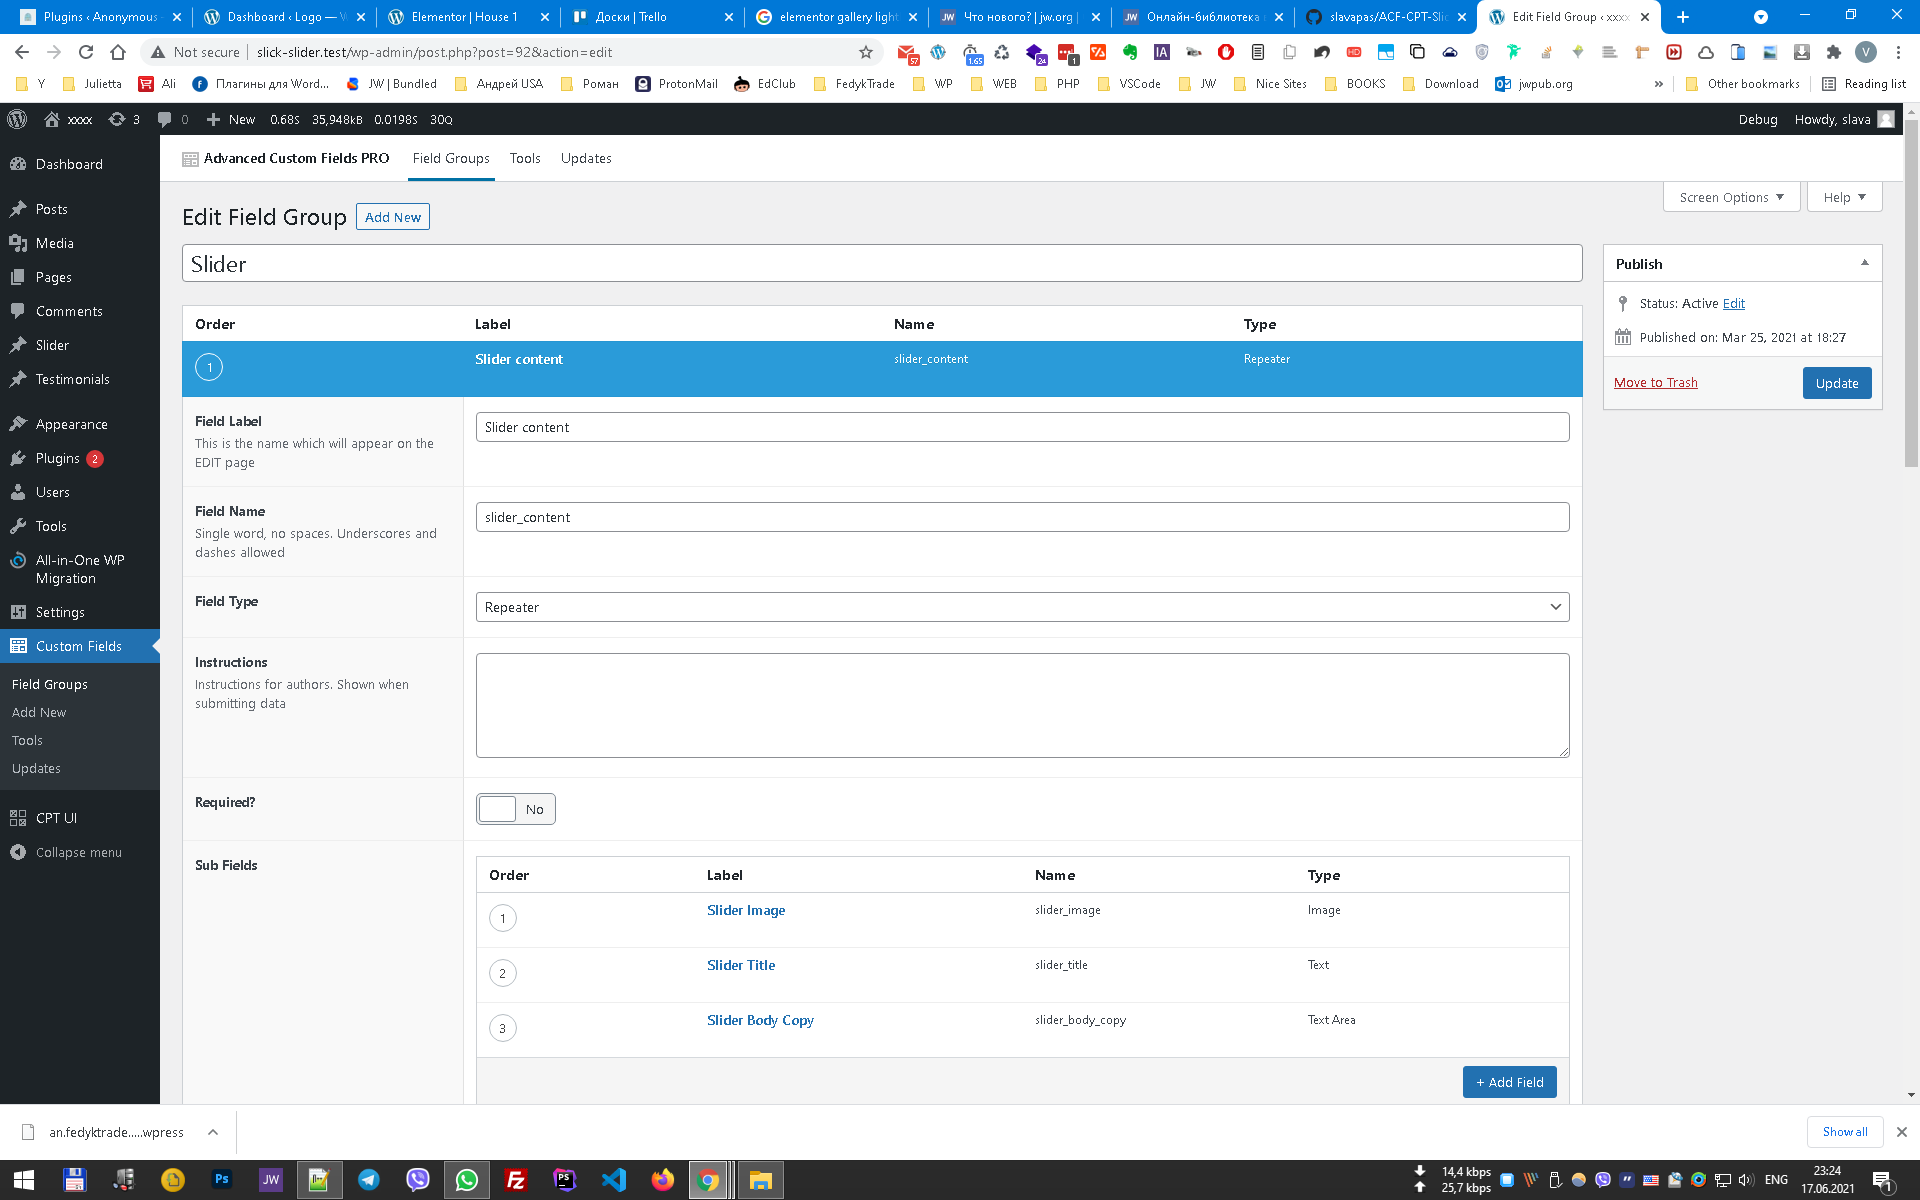 Plugins ‹ Anonymous
Dashboard ‹ Logo —
Elementor | House 1
Доски | Trello
elementor gallery light
Что нового? | jw.org
Онлайн-библиотека
slavapas/ACF-CPT-Slic
Edit Field Group ‹ xxxx
Not secure
slick-slider.test/wp-admin/post.php?post=92&action=edit
Y
Julietta
Ali
Плагины для Word...
JW | Bundled
Андрей USA
Роман
ProtonMail
EdClub
FedykTrade
WP
WEB
PHP
VSCode
JW
Nice Sites
BOOKS
Download
jwpub.org
»
Other bookmarks
Reading list
xxxx
3
0
New
0.68S
35,948kB
0.0198S
30Q
Debug
Howdy, slava
Dashboard
Posts
Media
Pages
Comments
Slider
Testimonials
Appearance
Plugins 2
Users
Tools
All-in-One WP
Migration
Settings
Custom Fields
Field Groups
Add New
Tools
Updates
CPT UI
Collapse menu
Advanced Custom Fields PRO
Field Groups
Tools
Updates
Screen Options
Help
Edit Field Group
Add New
Slider
Order
Label
Name
Type
1
Slider content
slider_content
Repeater
Field Label
This is the name which will appear on the
EDIT page
Slider content
Field Name
Single word, no spaces. Underscores and
dashes allowed
slider_content
Field Type
Repeater
Instructions
Instructions for authors. Shown when
submitting data
Required?
No
Sub Fields
Order
Label
Name
Type
1
Slider Image
slider_image
Image
2
Slider Title
slider_title
Text
3
Slider Body Copy
slider_body_copy
Text Area
+ Add Field
Publish
Status: Active Edit
Published on: Mar 25, 2021 at 18:27
Move to Trash
Update
an.fedyktrade.....wpress
Show all
14,4 kbps
25,7 kbps
ENG
23:24
17.06.2021
1